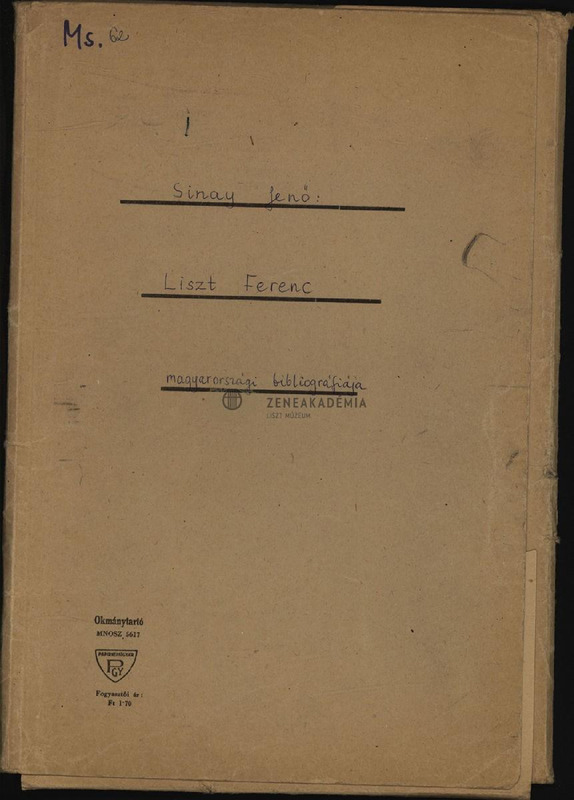 Ms. 62
Sinay Jenő:
Liszt Ferenc
magyarországi bibliográfiája
ZENEAKADÉMIA
LISZT MÚZEUM
Okmánytartó
MNOSZ 5617
PGY
Fogyasztói ár:
Ft 1·70